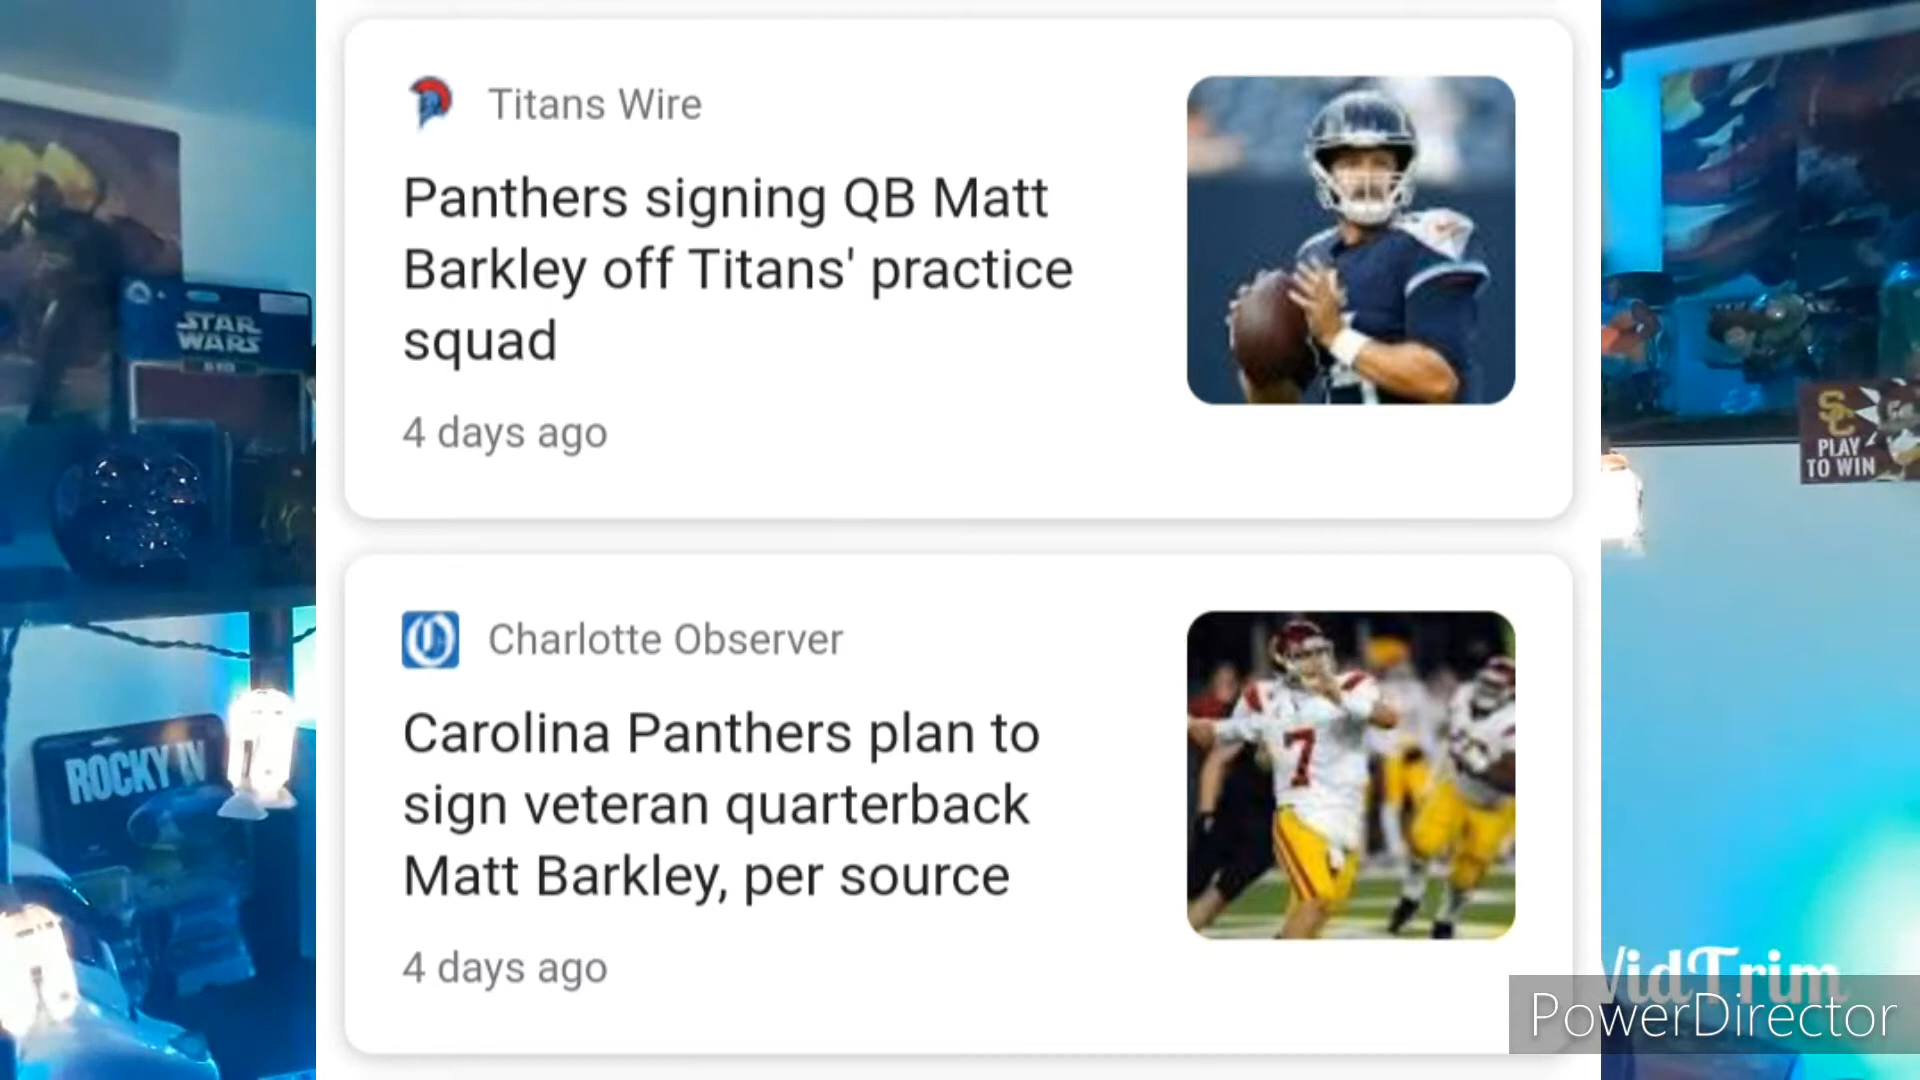 Titans Wire
Panthers signing QB Matt
Barkley off Titans' practice
squad
4 days ago
Charlotte Observer
Carolina Panthers plan to
sign veteran quarterback
Matt Barkley, per source
4 days ago
7
STAR
WARS
ROCKY IV
SC
PLAY
TO WIN
VidTrim
PowerDirector